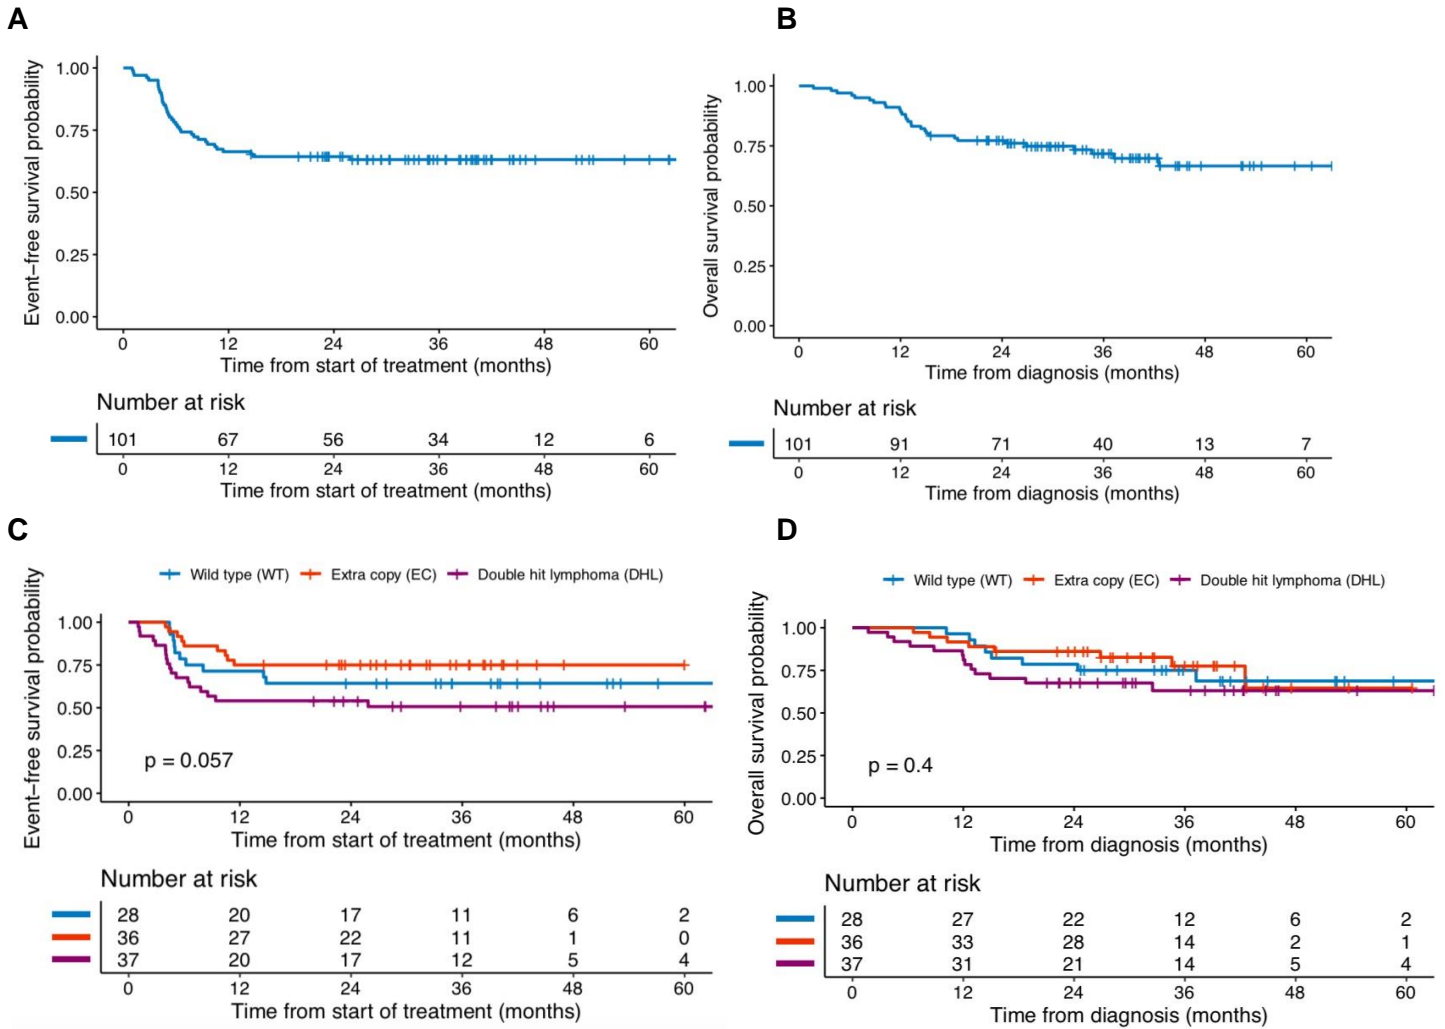 A
Event−free survival probability
1.00
0.75
0.50
0.25
0.00
0 12 24 36 48 60
Time from start of treatment (months)
Number at risk
101 67 56 34 12 6
0 12 24 36 48 60
Time from start of treatment (months)
B
Overall survival probability
1.00
0.75
0.50
0.25
0.00
0 12 24 36 48 60
Time from diagnosis (months)
Number at risk
101 91 71 40 13 7
0 12 24 36 48 60
Time from diagnosis (months)
C
Wild type (WT) Extra copy (EC) Double hit lymphoma (DHL)
Event−free survival probability
1.00
0.75
0.50
0.25
0.00
p = 0.057
0 12 24 36 48 60
Time from start of treatment (months)
Number at risk
28 20 17 11 6 2
36 27 22 11 1 0
37 20 17 12 5 4
0 12 24 36 48 60
Time from start of treatment (months)
D
Wild type (WT) Extra copy (EC) Double hit lymphoma (DHL)
Overall survival probability
1.00
0.75
0.50
0.25
0.00
p = 0.4
0 12 24 36 48 60
Time from diagnosis (months)
Number at risk
28 27 22 12 6 2
36 33 28 14 2 1
37 31 21 14 5 4
0 12 24 36 48 60
Time from diagnosis (months)